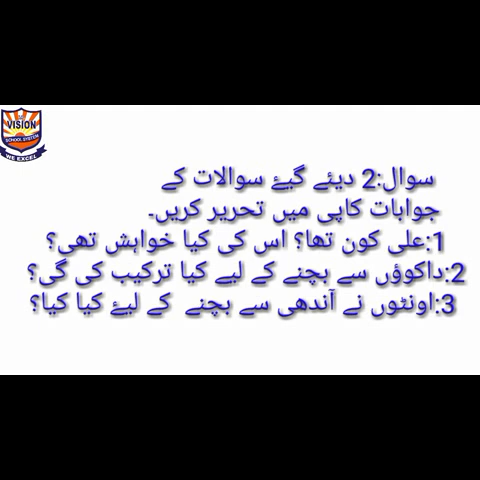 VISION
SCHOOL SYSTEM
WE EXCEL
سوال:2 دیئے گیۓ سوالات کے
جوابات کاپی میں تحریر کریں۔
1:علی کون تھا؟ اس کی کیا خواہش تھی؟
2:داکوؤں سے بچنے کے لیے کیا ترکیب کی گی؟
3:اونٹوں نے آندھی سے بچنے کے لیۓ کیا کیا؟